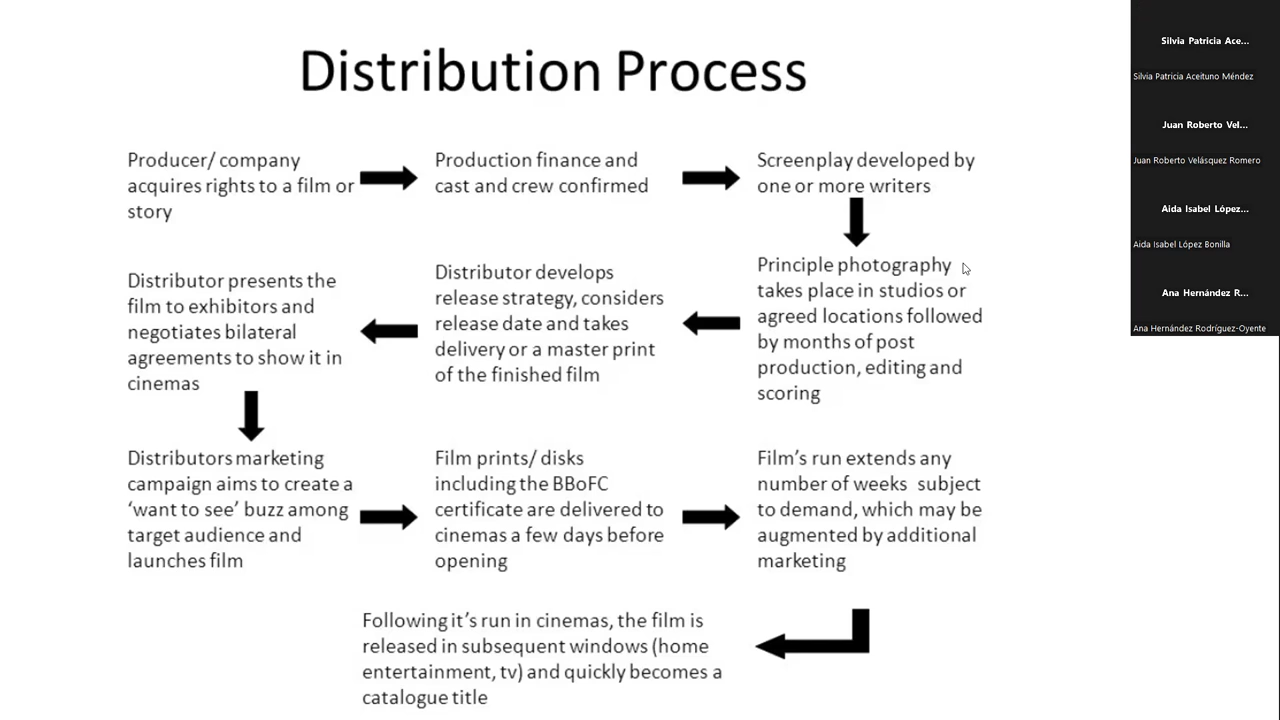 Distribution Process
Producer/ company
acquires rights to a film or
story
Production finance and
cast and crew confirmed
Screenplay developed by
one or more writers
Principle photography
takes place in studios or
agreed locations followed
by months of post
production, editing and
scoring
Distributor develops
release strategy, considers
release date and takes
delivery or a master print
of the finished film
Distributor presents the
film to exhibitors and
negotiates bilateral
agreements to show it in
cinemas
Distributors marketing
campaign aims to create a
‘want to see’ buzz among
target audience and
launches film
Film prints/ disks
including the BBoFC
certificate are delivered to
cinemas a few days before
opening
Film’s run extends any
number of weeks subject
to demand, which may be
augmented by additional
marketing
Following it’s run in cinemas, the film is
released in subsequent windows (home
entertainment, tv) and quickly becomes a
catalogue title
Silvia Patricia Ace...
Silvia Patricia Aceituno Méndez
Juan Roberto Vel...
Juan Roberto Velásquez Romero
Aida Isabel López...
Aida Isabel López Bonilla
Ana Hernández R...
Ana Hernández Rodríguez-Oyente